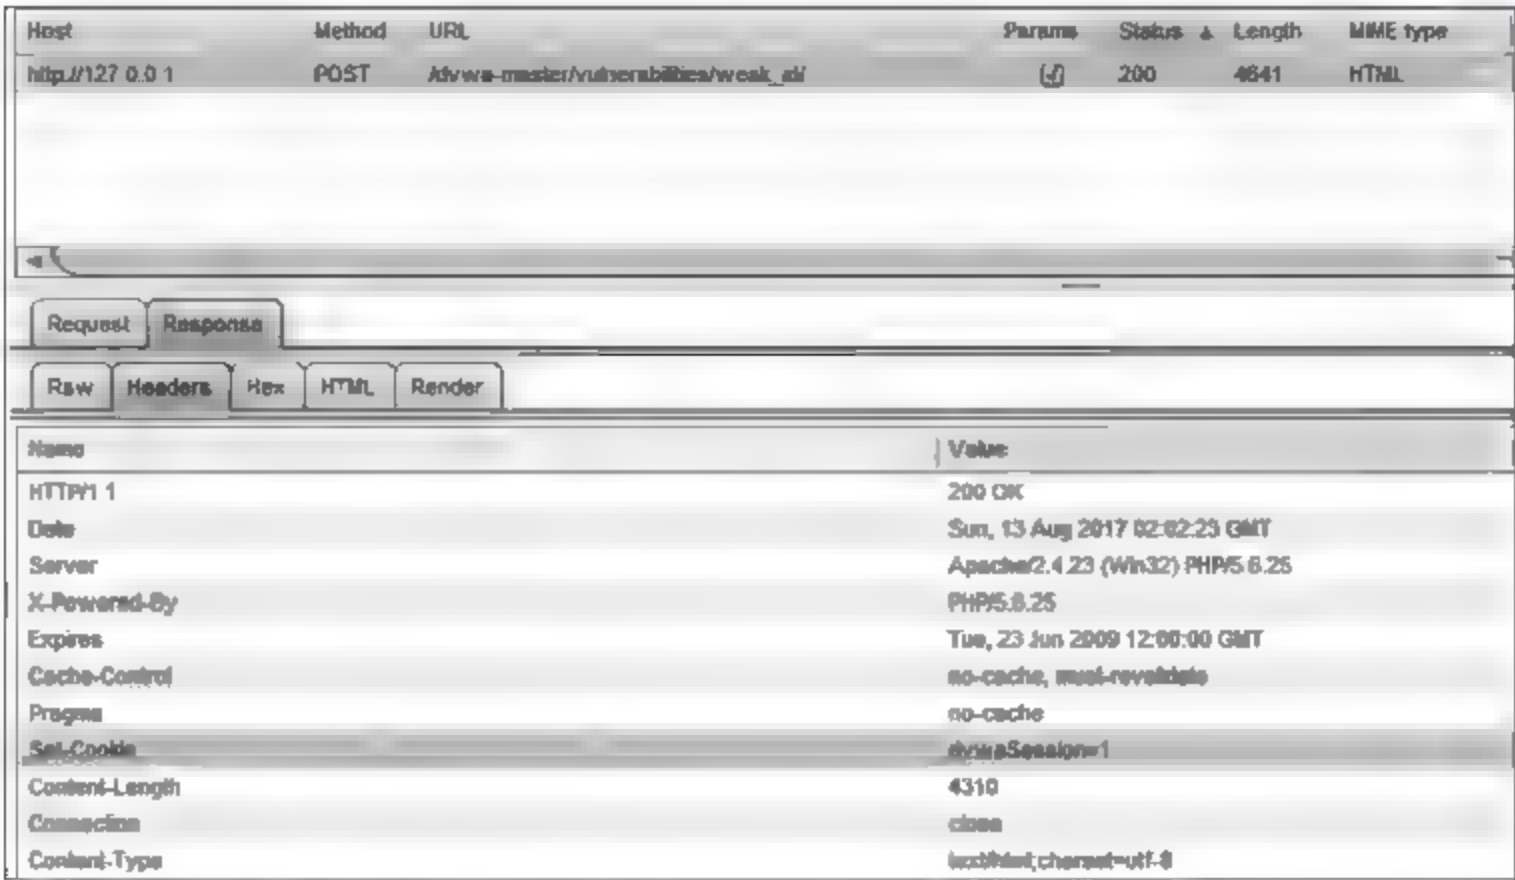 Host Method URL Params Status ▲ Length MIME type
http://127.0.0.1 POST /dvwa-master/vulnerabilities/weak_id/ 200 4641 HTML
Request Response
Raw Headers Hex HTML Render
Name Value
HTTP/1.1 200 OK
Date Sun, 13 Aug 2017 02:02:23 GMT
Server Apache/2.4.23 (Win32) PHP/5.6.25
X-Powered-By PHP/5.6.25
Expires Tue, 23 Jun 2009 12:00:00 GMT
Cache-Control no-cache, must-revalidate
Pragma no-cache
Set-Cookie dvwaSession=1
Content-Length 4310
Connection close
Content-Type text/html;charset=utf-8